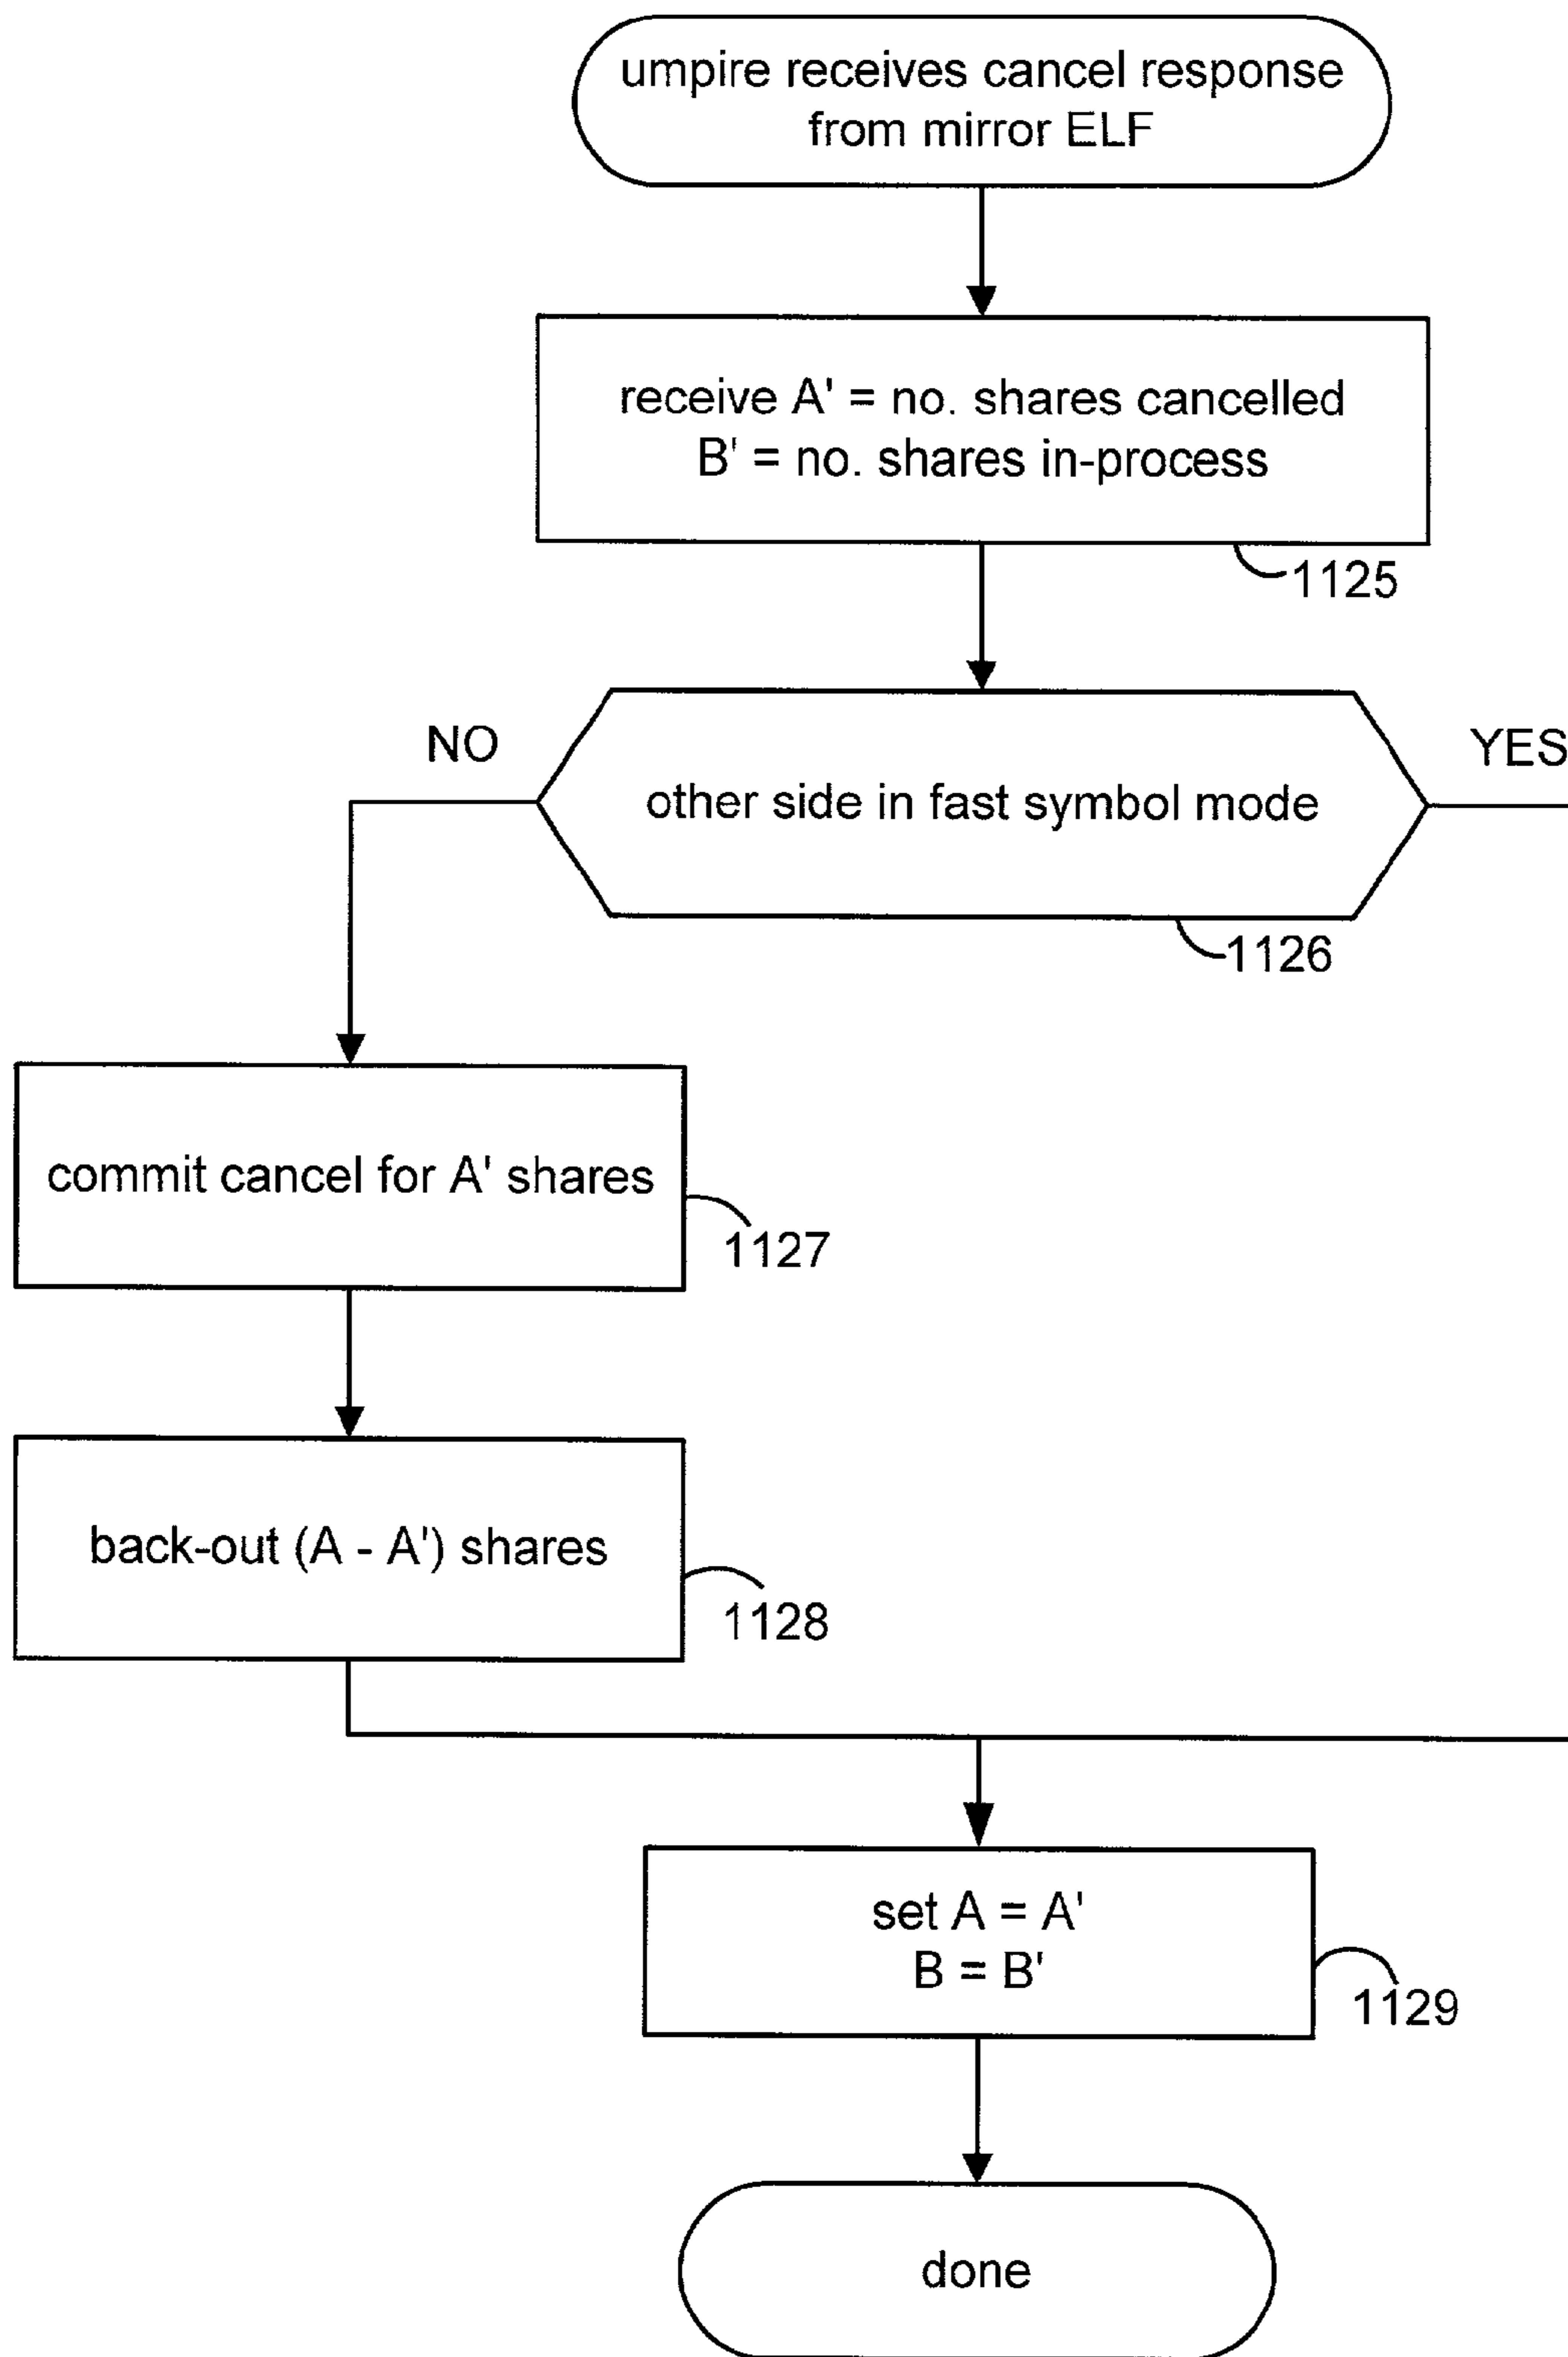 umpire receives cancel response
from mirror ELF
receive A' = no. shares cancelled
B' = no. shares in-process
1125
NO
YES
other side in fast symbol mode
1126
commit cancel for A' shares
1127
back-out (A - A') shares
1128
set A = A'
B = B'
1129
done